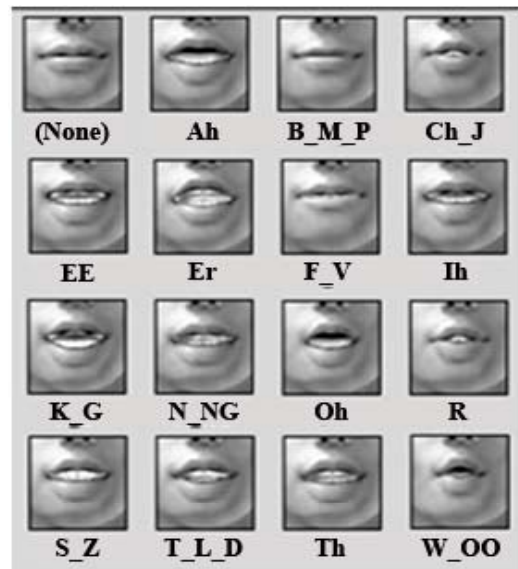 (None) Ah B_M_P Ch_J
EE Er F_V Ih
K_G N_NG Oh R
S_Z T_L_D Th W_OO